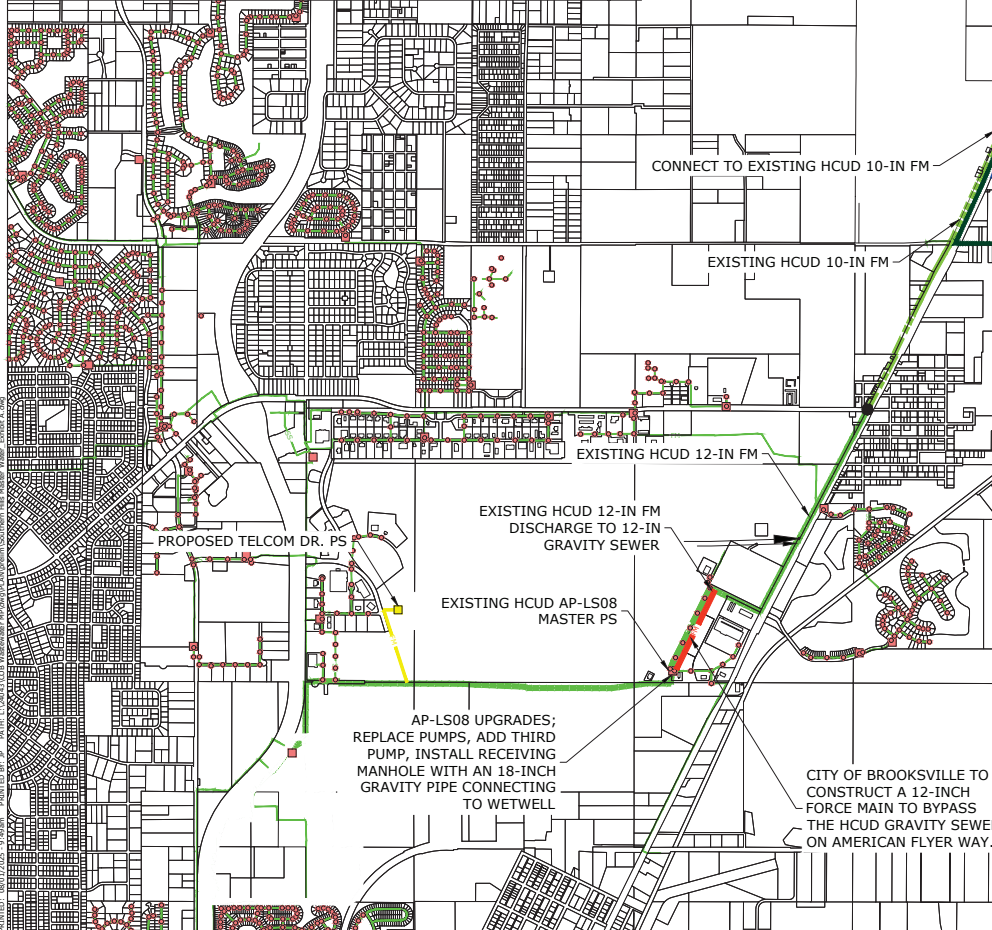 CONNECT TO EXISTING HCUD 10-IN FM
EXISTING HCUD 10-IN FM
EXISTING HCUD 12-IN FM
EXISTING HCUD 12-IN FM
DISCHARGE TO 12-IN
GRAVITY SEWER
PROPOSED TELCOM DR. PS
EXISTING HCUD AP-LS08
MASTER PS
AP-LS08 UPGRADES;
REPLACE PUMPS, ADD THIRD
PUMP, INSTALL RECEIVING
MANHOLE WITH AN 18-INCH
GRAVITY PIPE CONNECTING
TO WETWELL
CITY OF BROOKSVILLE TO
CONSTRUCT A 12-INCH
FORCE MAIN TO BYPASS
THE HCUD GRAVITY SEWE
ON AMERICAN FLYER WAY.